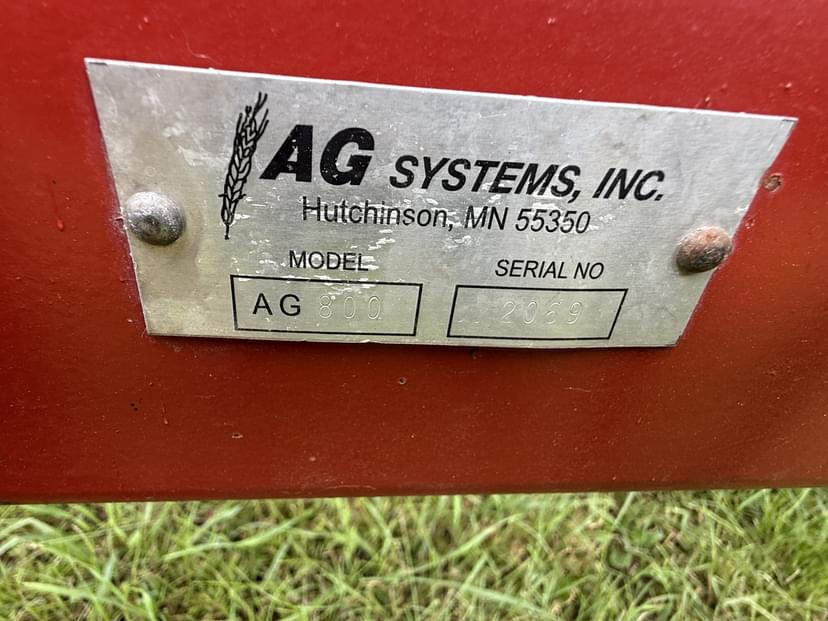 AG SYSTEMS, INC.
Hutchinson, MN 55350
MODEL SERIAL NO
AG 800 2069